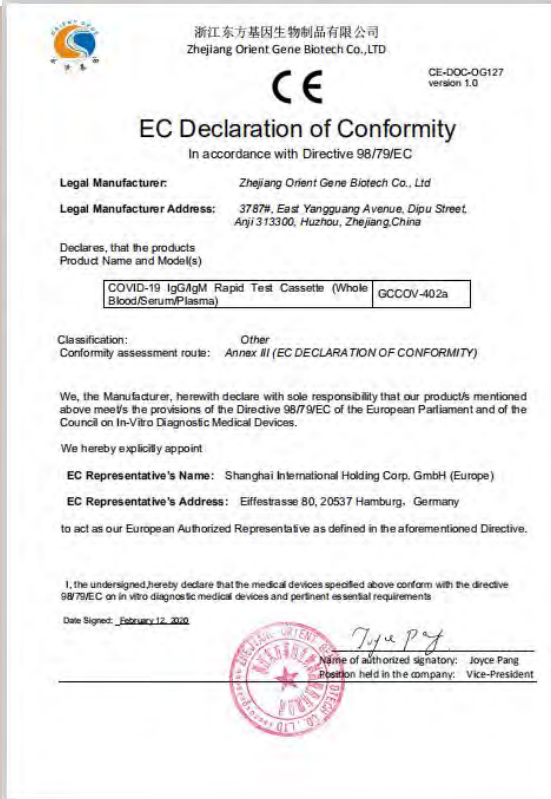 浙江东方基因生物制品有限公司
Zhejiang Orient Gene Biotech Co.,LTD
CE-DOC-OG127
version 1.0
CE
EC Declaration of Conformity
In accordance with Directive 98/79/EC
Legal Manufacturer: Zhejiang Orient Gene Biotech Co., Ltd
Legal Manufacturer Address: 3787#, East Yangguang Avenue, Dipu Street,
Anji 313300, Huzhou, Zhejiang,China
Declares, that the products
Product Name and Model(s)
COVID-19 IgG/IgM Rapid Test Cassette (Whole
Blood/Serum/Plasma) GCCOV-402a
Classification: Other
Conformity assessment route: Annex III (EC DECLARATION OF CONFORMITY)
We, the Manufacturer, herewith declare with sole responsibility that our product/s mentioned
above meet/s the provisions of the Directive 98/79/EC of the European Parliament and of the
Council on In-Vitro Diagnostic Medical Devices.
We hereby explicitly appoint
EC Representative's Name: Shanghai International Holding Corp. GmbH (Europe)
EC Representative's Address: Eiffestrasse 80, 20537 Hamburg, Germany
to act as our European Authorized Representative as defined in the aforementioned Directive.
I, the undersigned,hereby declare that the medical devices specified above conform with the directive
98/79/EC on in vitro diagnostic medical devices and pertinent essential requirements
Date Signed: February 12, 2020
Joyce Pang
Name of authorized signatory: Joyce Pang
Position held in the company: Vice-President